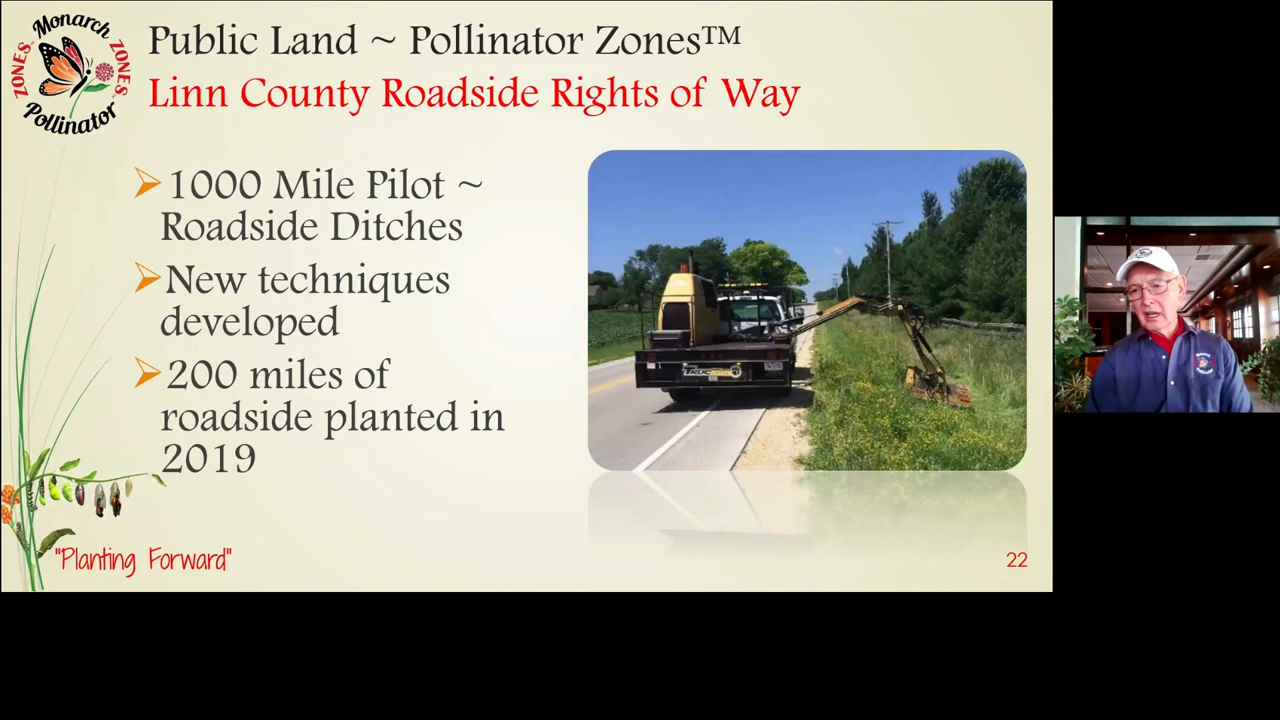 Monarch
ZONES
ZONES
Pollinator
Public Land ~ Pollinator Zones™
Linn County Roadside Rights of Way
1000 Mile Pilot ~
Roadside Ditches
New techniques
developed
200 miles of
roadside planted in
2019
"Planting Forward"
22